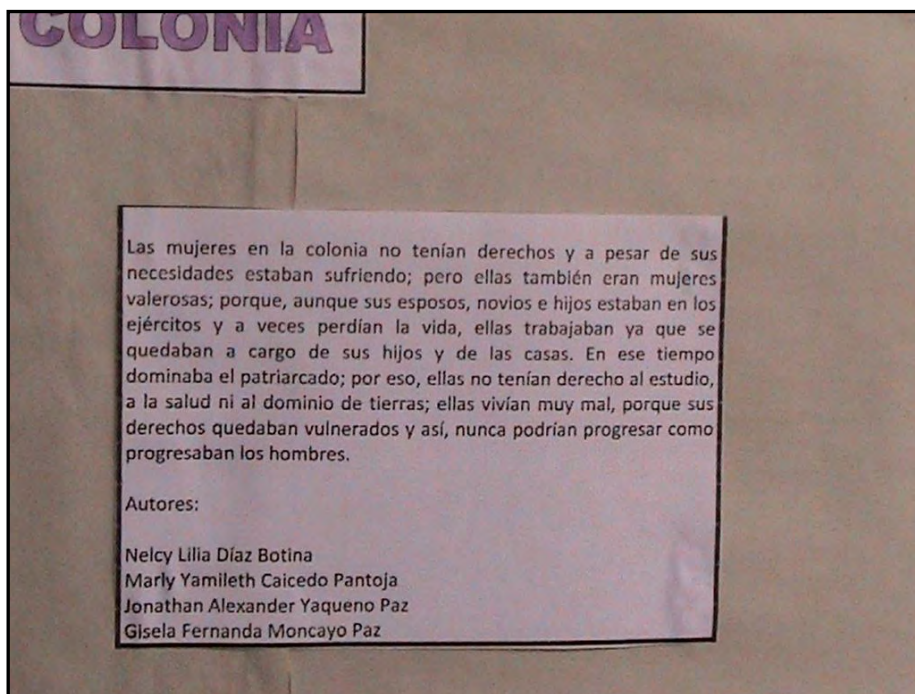 COLONIA
Las mujeres en la colonia no tenían derechos y a pesar de sus
necesidades estaban sufriendo; pero ellas también eran mujeres
valerosas; porque, aunque sus esposos, novios e hijos estaban en los
ejércitos y a veces perdían la vida, ellas trabajaban ya que se
quedaban a cargo de sus hijos y de las casas. En ese tiempo
dominaba el patriarcado; por eso, ellas no tenían derecho al estudio,
a la salud ni al dominio de tierras; ellas vivían muy mal, porque sus
derechos quedaban vulnerados y así, nunca podrían progresar como
progresaban los hombres.
Autores:
Nelcy Lilia Díaz Botina
Marly Yamileth Caicedo Pantoja
Jonathan Alexander Yaqueno Paz
Gisela Fernanda Moncayo Paz